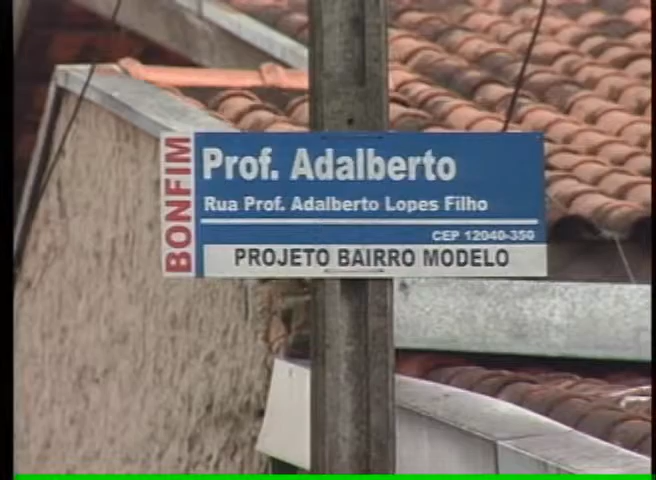 BONFIM
Prof. Adalberto
Rua Prof. Adalberto Lopes Filho
CEP 12040-350
PROJETO BAIRRO MODELO